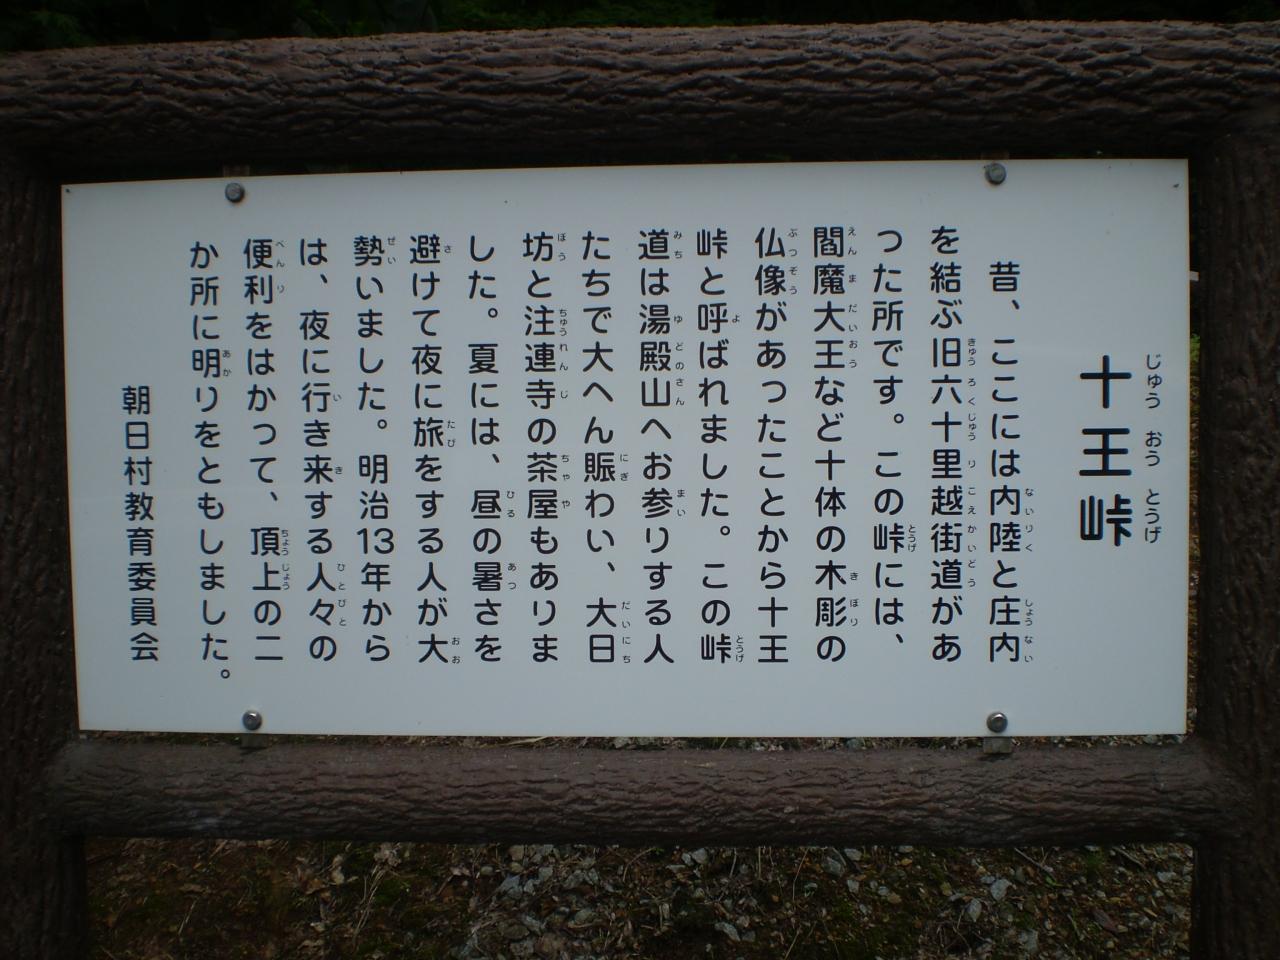 十王峠
じゅう おう とうげ
昔、ここには内陸と庄内
を結ぶ旧六十里越街道があ
った所です。この峠には、
閻魔大王など十体の木彫の
仏像があったことから十王
峠と呼ばれました。この峠
道は湯殿山へお参りする人
たちで大へん賑わい、大日
坊と注連寺の茶屋もありま
した。夏には、昼の暑さを
避けて夜に旅をする人が大
勢いました。明治13年から
は、夜に行き来する人々の
便利をはかって、頂上の二
か所に明りをともしました。
朝日村教育委員会